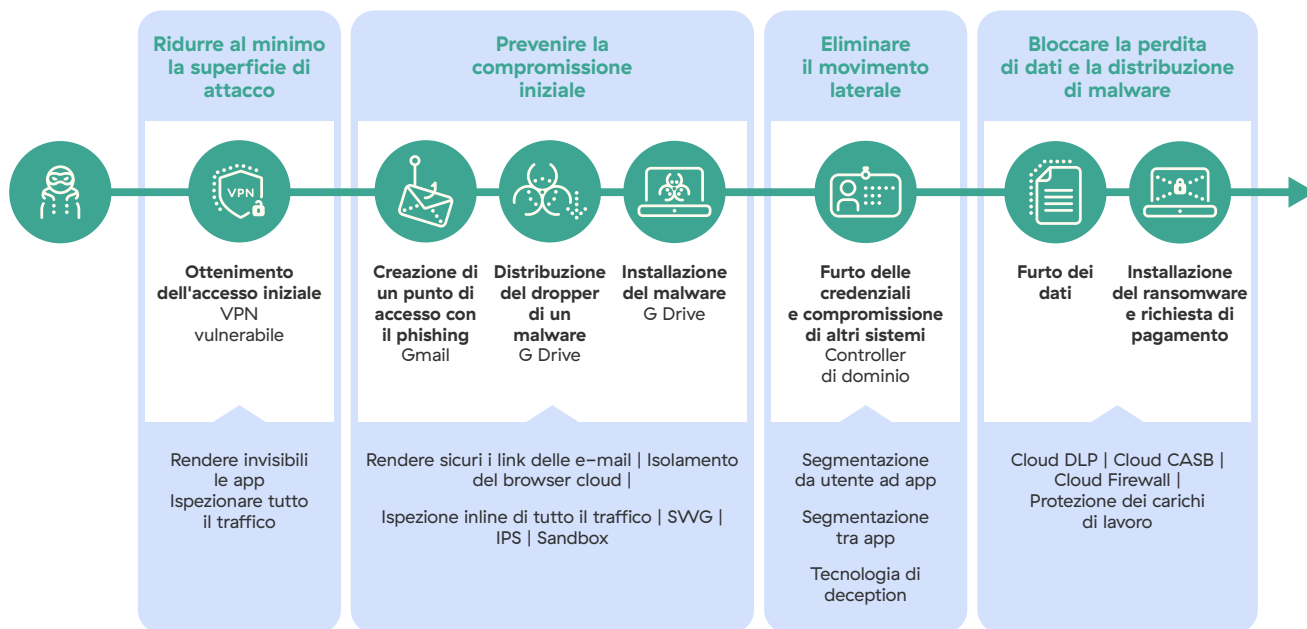 Ridurre al minimo
la superficie di
attacco
Prevenire la
compromissione
iniziale
Eliminare
il movimento
laterale
Bloccare la perdita
di dati e la distribuzione
di malware
VPN
Ottenimento
dell'accesso iniziale
VPN
vulnerabile
Creazione di
un punto di
accesso con
il phishing
Gmail
Distribuzione
del dropper
di un
malware
G Drive
Installazione
del malware
G Drive
Furto delle
credenziali
e compromissione
di altri sistemi
Controller
di dominio
Furto dei
dati
Installazione
del ransomware
e richiesta di
pagamento
Rendere invisibili
le app
Ispezionare tutto
il traffico
Rendere sicuri i link delle e-mail | Isolamento
del browser cloud |
Ispezione inline di tutto il traffico | SWG |
IPS | Sandbox
Segmentazione
da utente ad app
Segmentazione
tra app
Tecnologia di
deception
Cloud DLP | Cloud CASB |
Cloud Firewall |
Protezione dei carichi
di lavoro